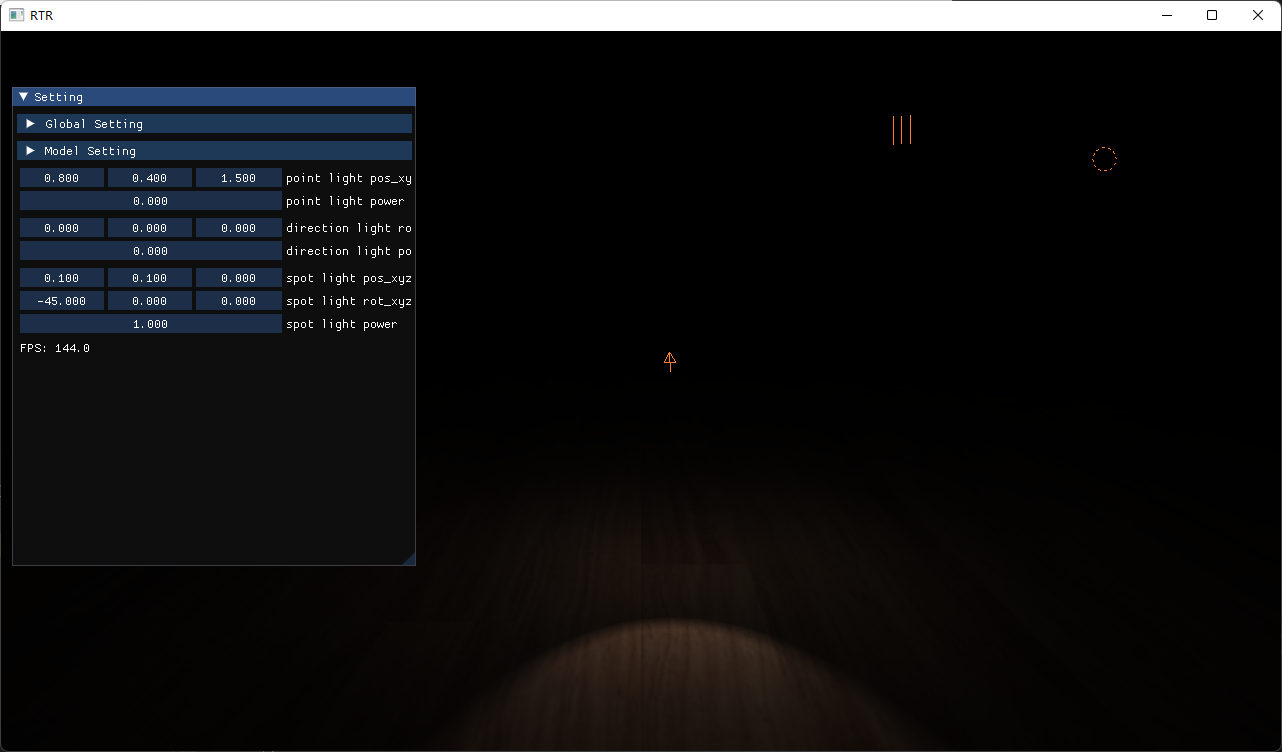 RTR
Setting
Global Setting
Model Setting
0.800 0.400 1.500 point light pos_xy
0.000 point light power
0.000 0.000 0.000 direction light ro
0.000 direction light po
0.100 0.100 0.000 spot light pos_xyz
-45.000 0.000 0.000 spot light rot_xyz
1.000 spot light power
FPS: 144.0